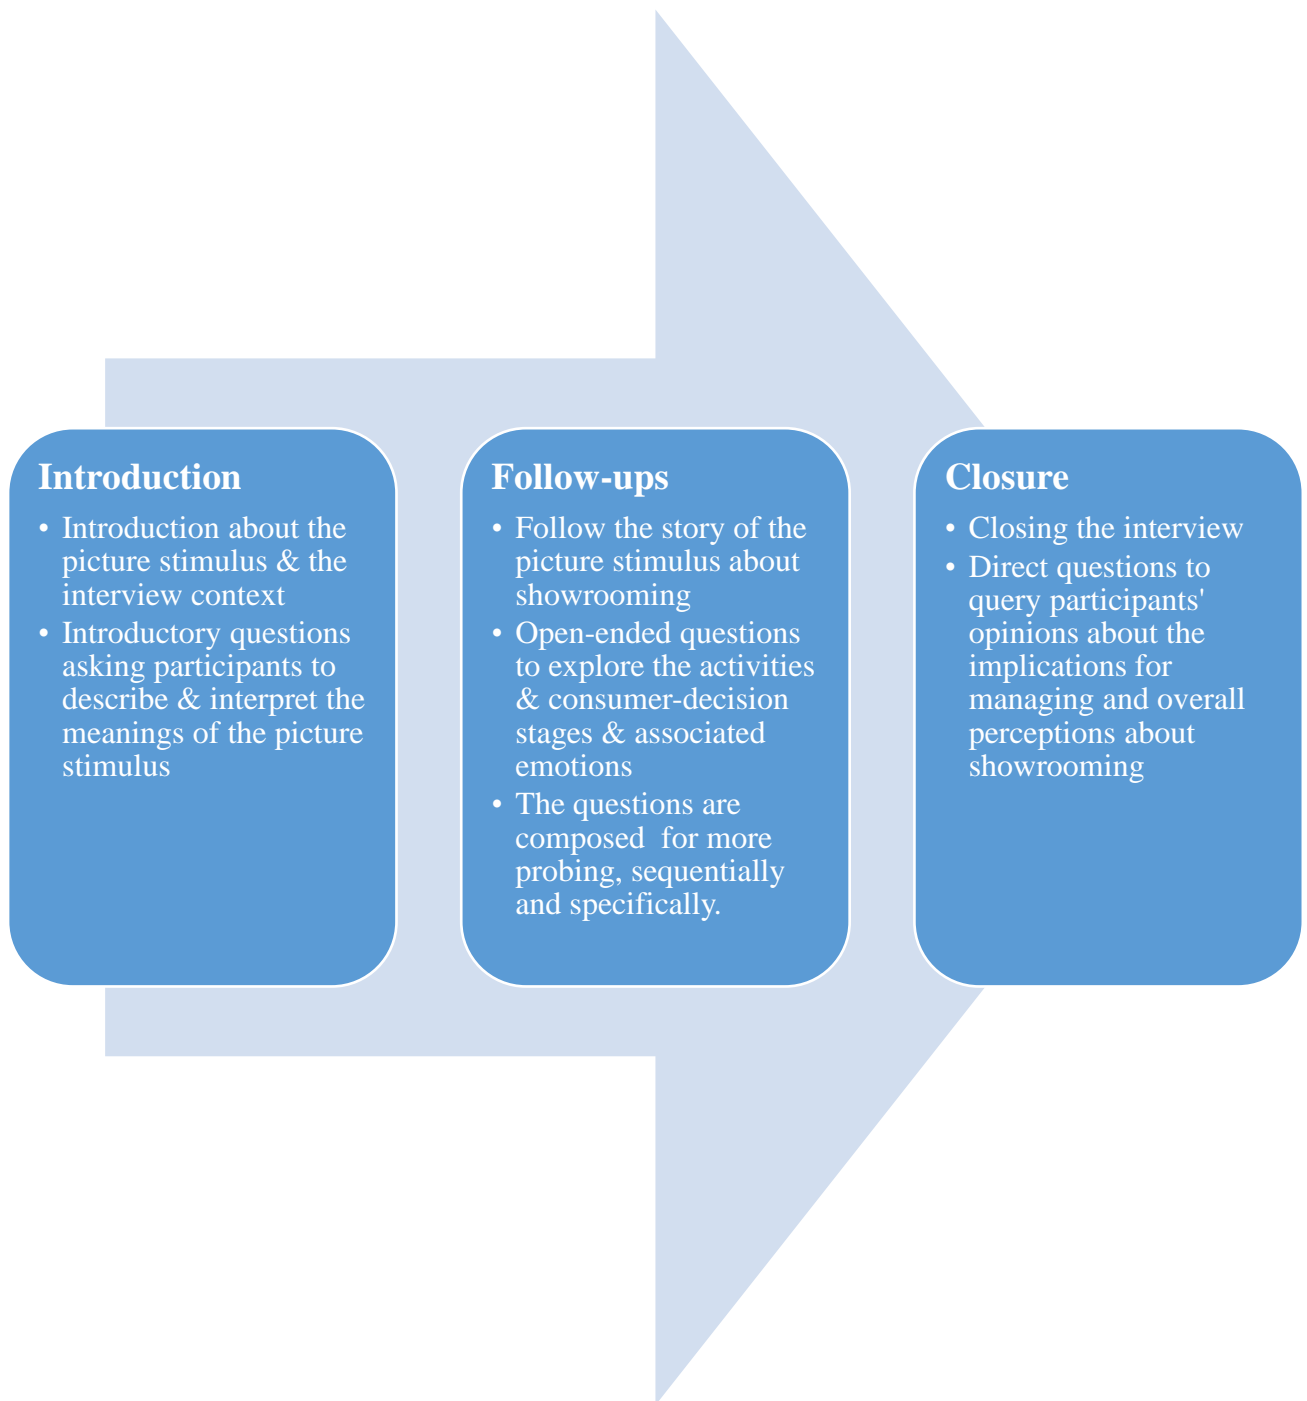 Introduction
• Introduction about the
picture stimulus & the
interview context
• Introductory questions
asking participants to
describe & interpret the
meanings of the picture
stimulus
Follow-ups
• Follow the story of the
picture stimulus about
showrooming
• Open-ended questions
to explore the activities
& consumer-decision
stages & associated
emotions
• The questions are
composed  for more
probing, sequentially
and specifically.
Closure
• Closing the interview
• Direct questions to
query participants'
opinions about the
implications for
managing and overall
perceptions about
showrooming